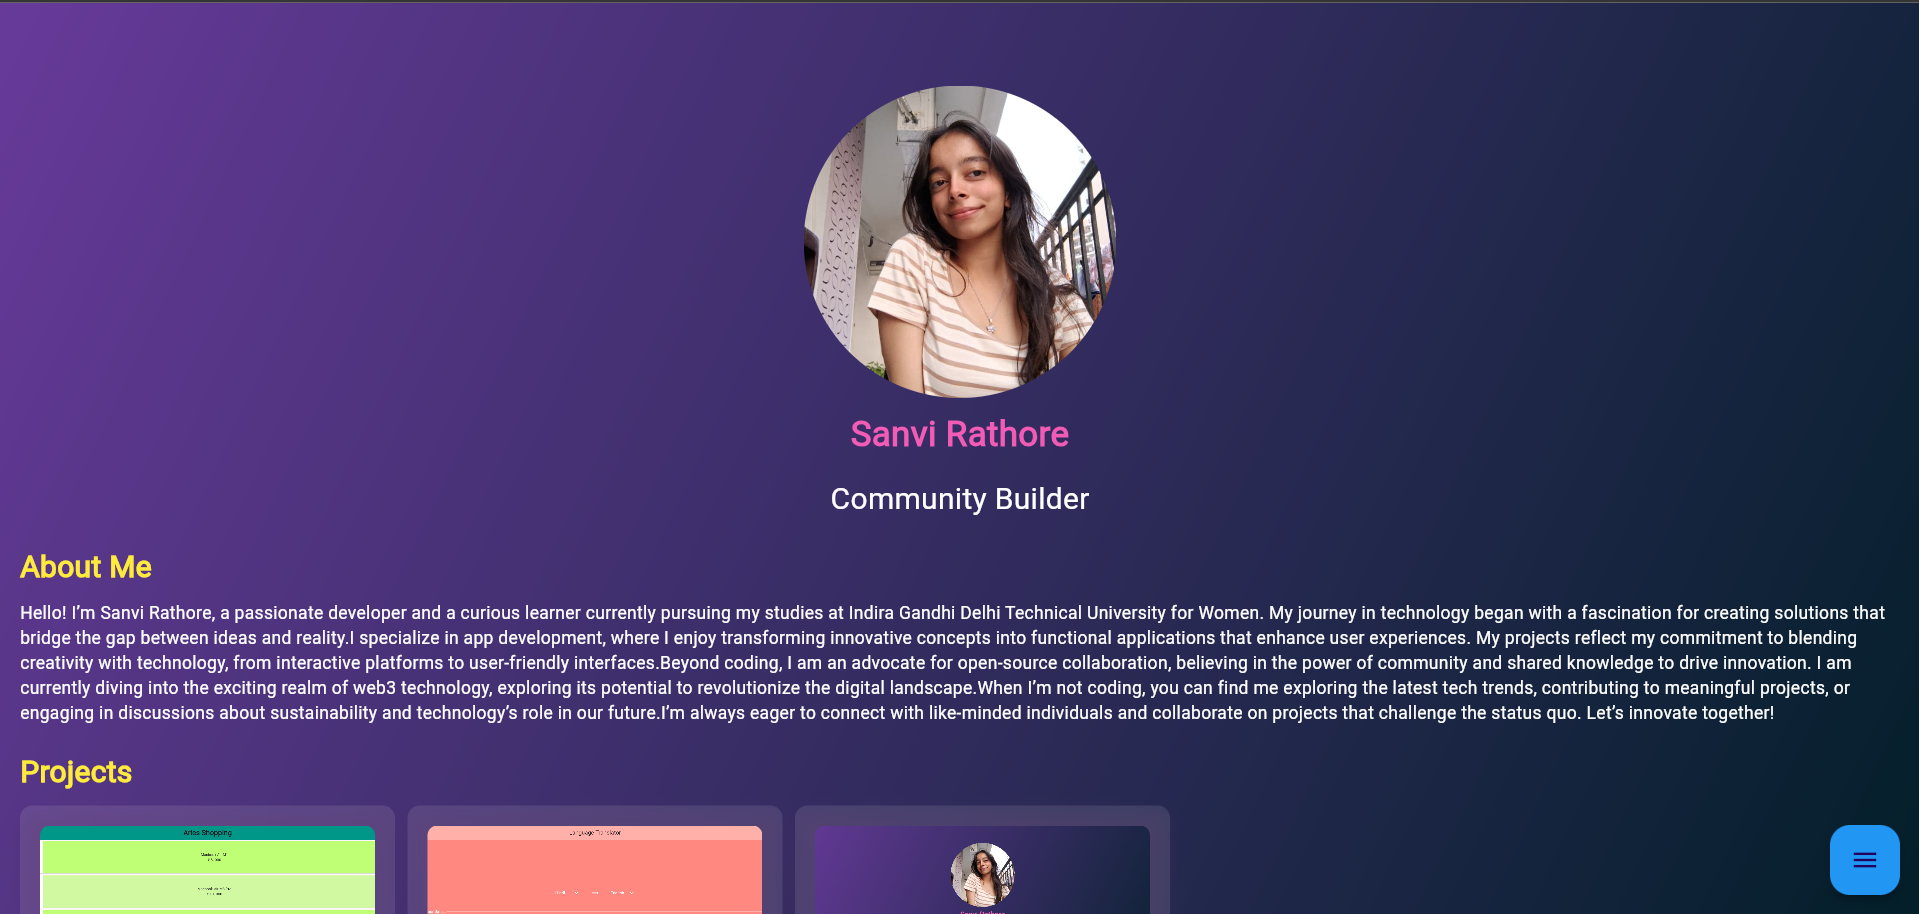 Sanvi Rathore
Community Builder
About Me
Hello! I’m Sanvi Rathore, a passionate developer and a curious learner currently pursuing my studies at Indira Gandhi Delhi Technical University for Women. My journey in technology began with a fascination for creating solutions that
bridge the gap between ideas and reality.I specialize in app development, where I enjoy transforming innovative concepts into functional applications that enhance user experiences. My projects reflect my commitment to blending
creativity with technology, from interactive platforms to user-friendly interfaces.Beyond coding, I am an advocate for open-source collaboration, believing in the power of community and shared knowledge to drive innovation. I am
currently diving into the exciting realm of web3 technology, exploring its potential to revolutionize the digital landscape.When I’m not coding, you can find me exploring the latest tech trends, contributing to meaningful projects, or
engaging in discussions about sustainability and technology’s role in our future.I’m always eager to connect with like-minded individuals and collaborate on projects that challenge the status quo. Let’s innovate together!
Projects
Aries Shopping
Language Translator
Sanvi Rathore